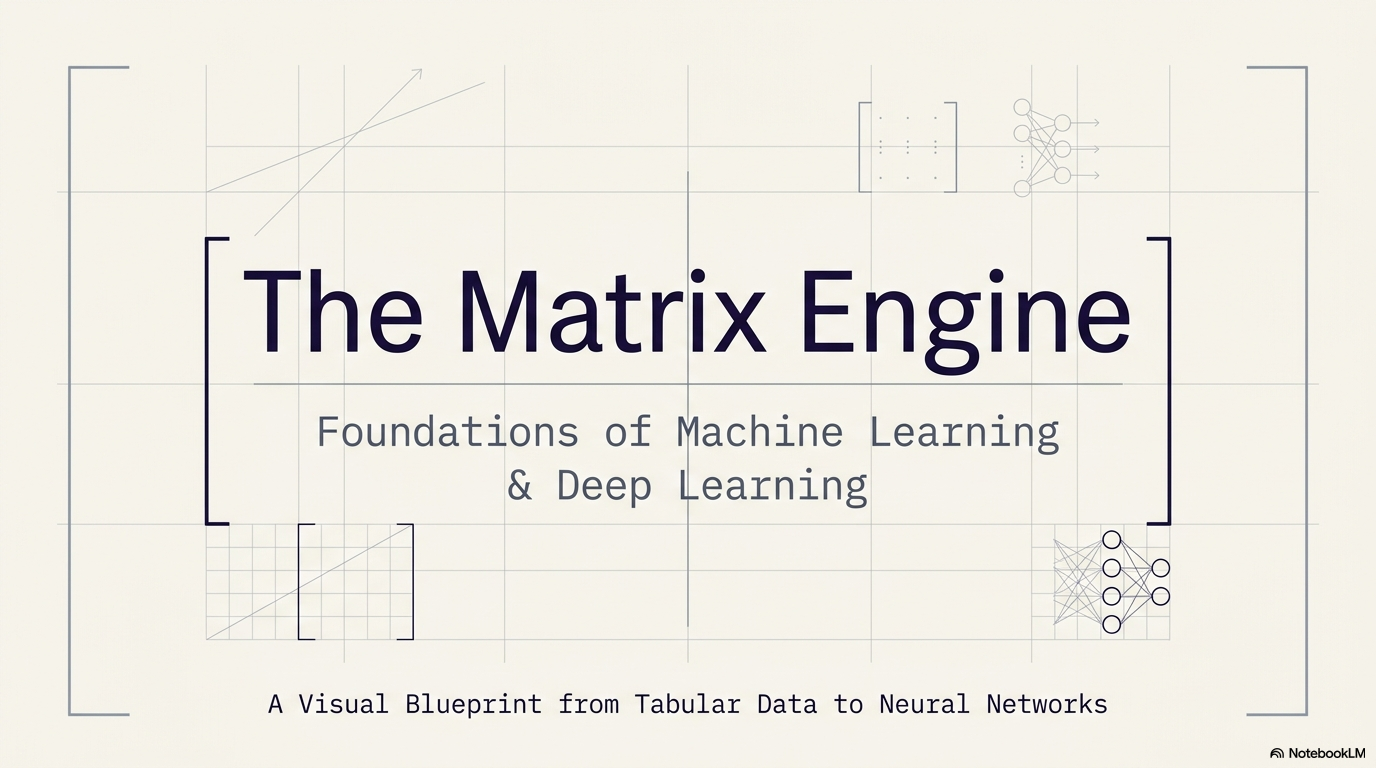 The Matrix Engine
Foundations of Machine Learning
& Deep Learning
A Visual Blueprint from Tabular Data to Neural Networks
NotebookLM